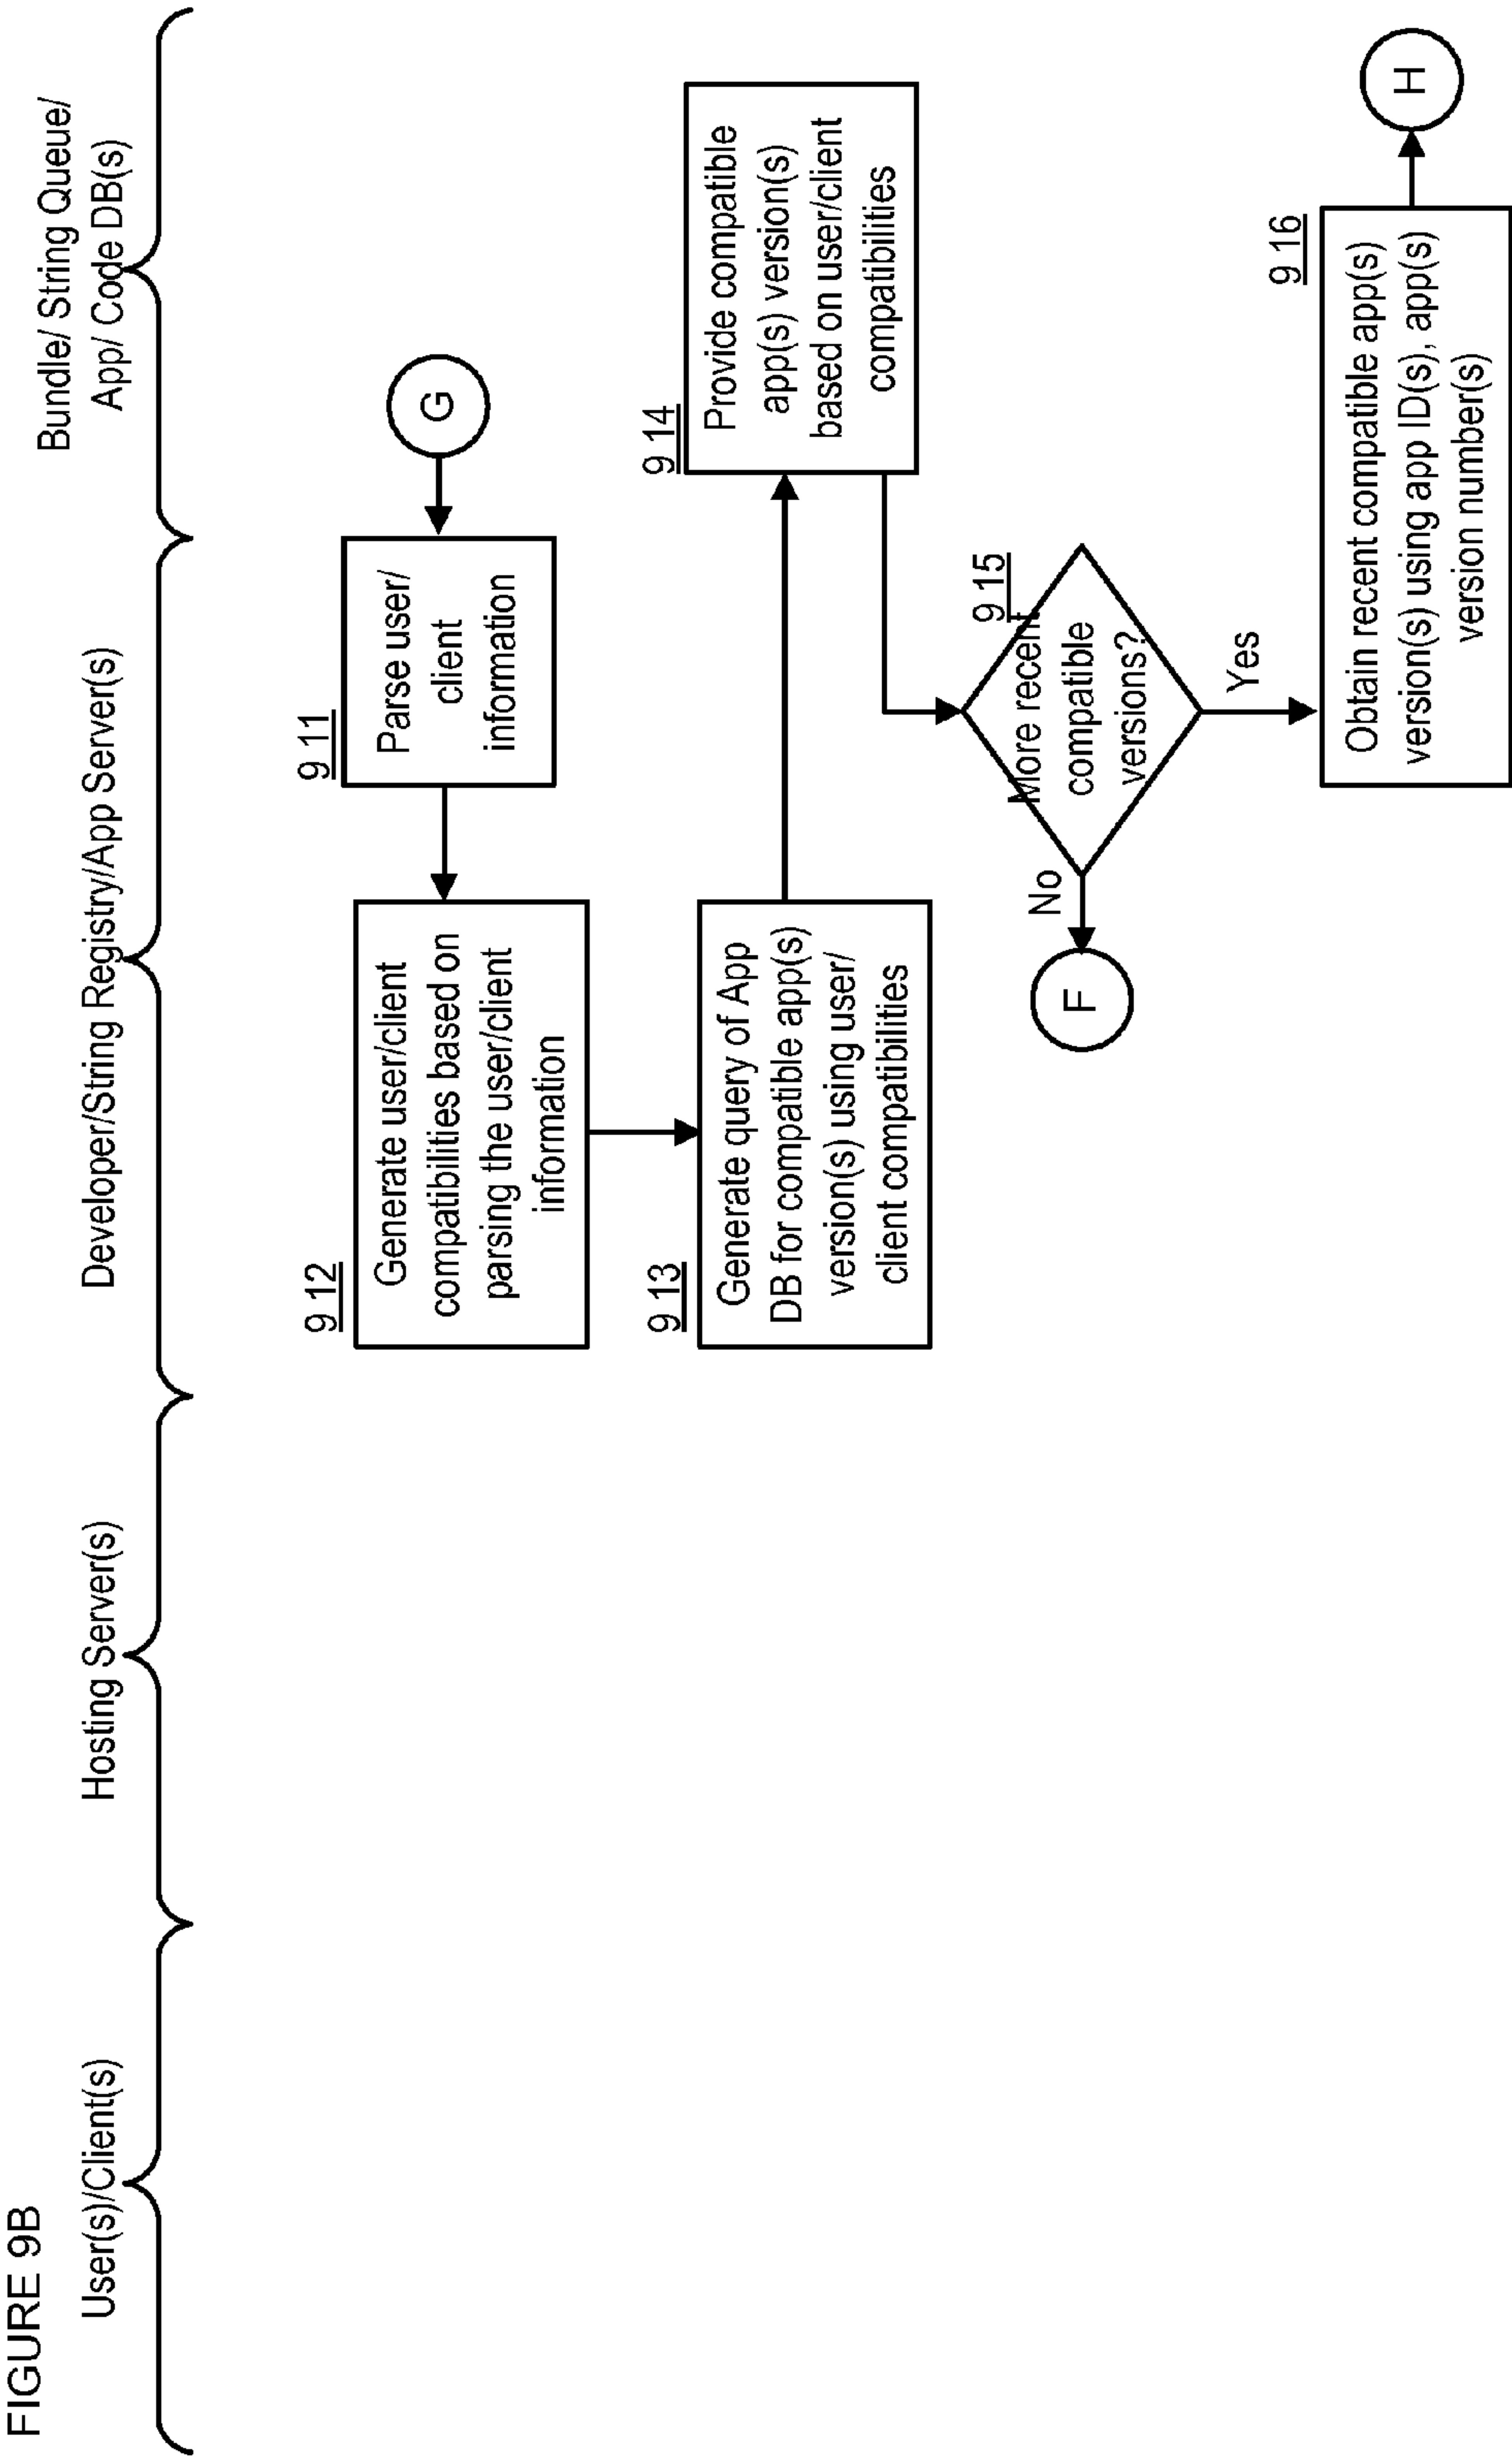 FIGURE 9B
User(s)/Client(s)
Hosting Server(s)
Developer/String Registry/App Server(s)
Bundle/ String Queue/
App/ Code DB(s)
G
9 11
Parse user/
client
information
9 12
Generate user/client
compatibilities based on
parsing the user/client
information
9 13
Generate query of App
DB for compatible app(s)
version(s) using user/
client compatibilities
9 14
Provide compatible
app(s) version(s)
based on user/client
compatibilities
9 15
More recent
compatible
versions?
No
F
Yes
9 16
Obtain recent compatible app(s)
version(s) using app ID(s), app(s)
version number(s)
H